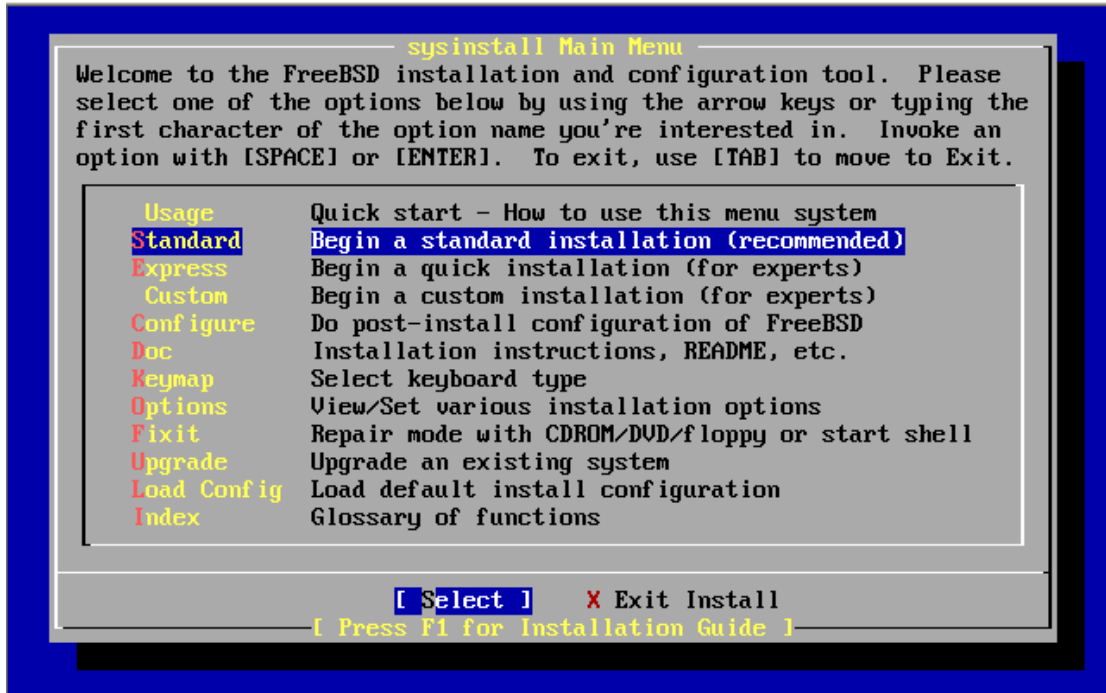 sysinstall Main Menu
Welcome to the FreeBSD installation and configuration tool.  Please
select one of the options below by using the arrow keys or typing the
first character of the option name you're interested in.  Invoke an
option with [SPACE] or [ENTER].  To exit, use [TAB] to move to Exit.
Usage Quick start - How to use this menu system
Standard Begin a standard installation (recommended)
Express Begin a quick installation (for experts)
Custom Begin a custom installation (for experts)
Configure Do post-install configuration of FreeBSD
Doc Installation instructions, README, etc.
Keymap Select keyboard type
Options View/Set various installation options
Fixit Repair mode with CDROM/DVD/floppy or start shell
Upgrade Upgrade an existing system
Load Config Load default install configuration
Index Glossary of functions
[ Select ] X Exit Install
[ Press F1 for Installation Guide ]